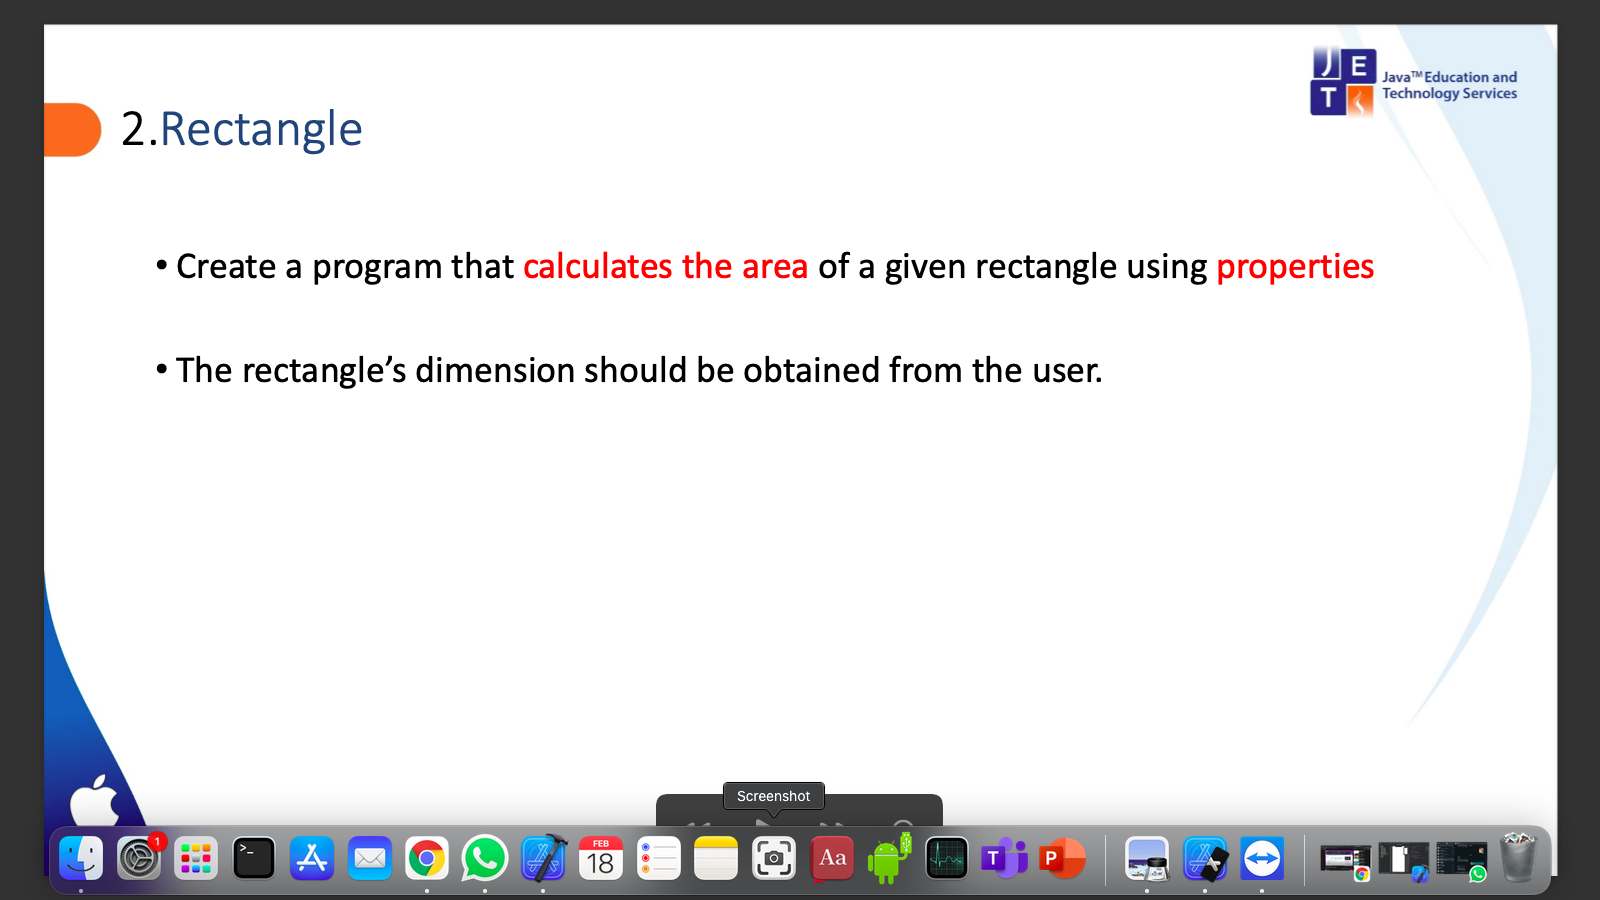 J E
T
Java™ Education and
Technology Services
2.Rectangle
• Create a program that calculates the area of a given rectangle using properties
• The rectangle’s dimension should be obtained from the user.
Screenshot
1
>_
FEB
18
Aa
T
P